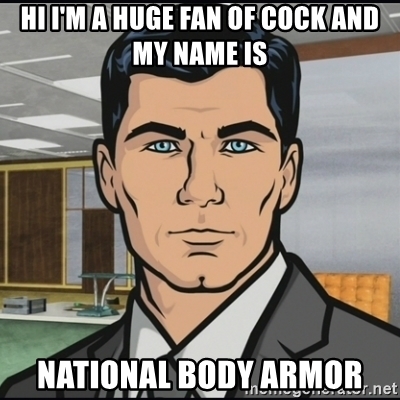 HI I'M A HUGE FAN OF COCK AND
MY NAME IS
NATIONAL BODY ARMOR
memegenerator.net